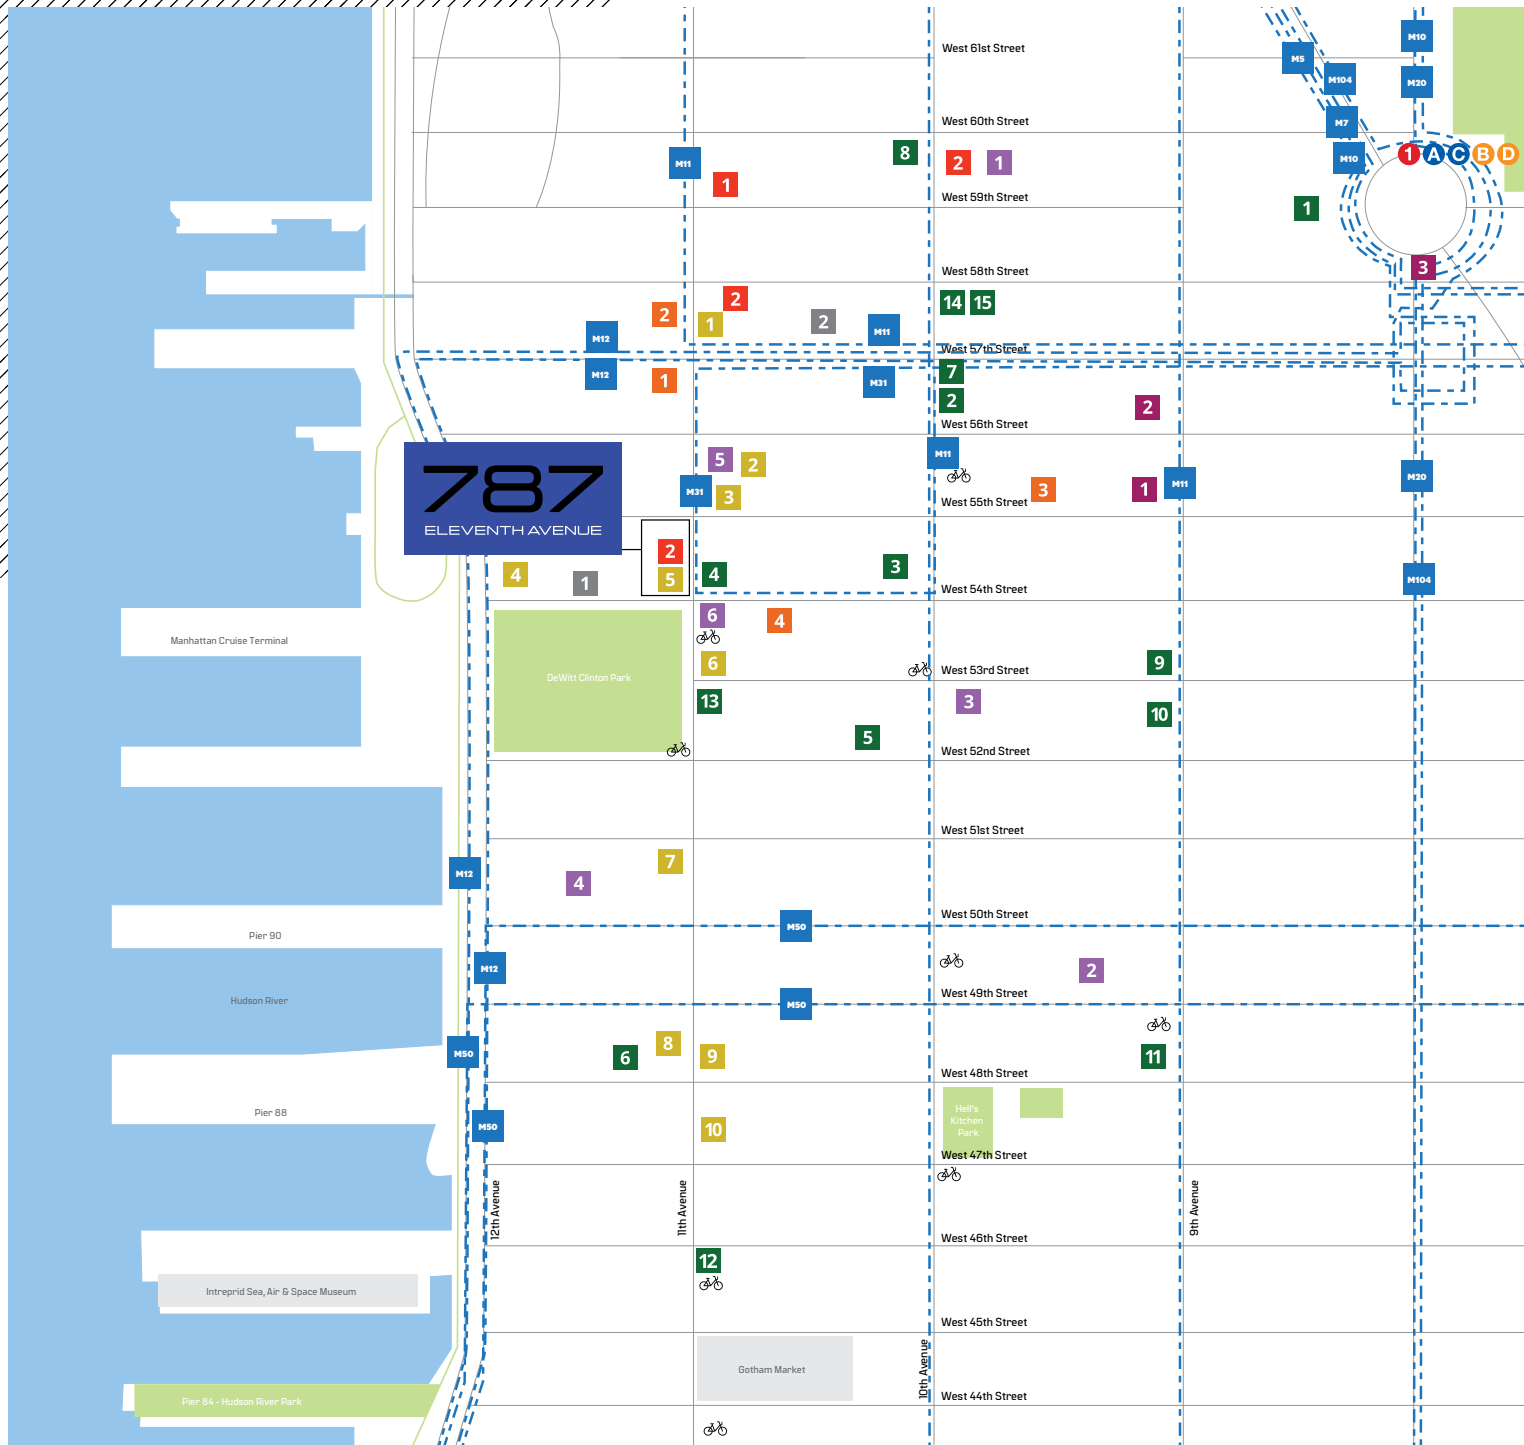 West 61st Street
M10
M5
M104
M20
West 60th Street
M7
8
2
1
M11
1
M10
1
A
C
B
D
West 59th Street
1
West 58th Street
3
2
14
15
2
1
2
M11
M12
West 57th Street
M12
1
M31
7
2
2
West 56th Street
787
ELEVENTH AVENUE
5
2
M11
M31
3
3
1
M11
M20
West 55th Street
2
4
1
5
4
3
M104
West 54th Street
6
4
Manhattan Cruise Terminal
DeWitt Clinton Park
6
West 53rd Street
9
13
3
5
10
West 52nd Street
West 51st Street
7
M12
4
West 50th Street
M50
Pier 90
M12
2
Hudson River
West 49th Street
M50
M50
6
8
9
11
West 48th Street
Pier 88
M50
10
Hell's
Kitchen
Park
West 47th Street
12th Avenue
11th Avenue
9th Avenue
West 46th Street
12
Intreprid Sea, Air & Space Museum
West 45th Street
Gotham Market
10th Avenue
West 44th Street
Pier 84 - Hudson River Park